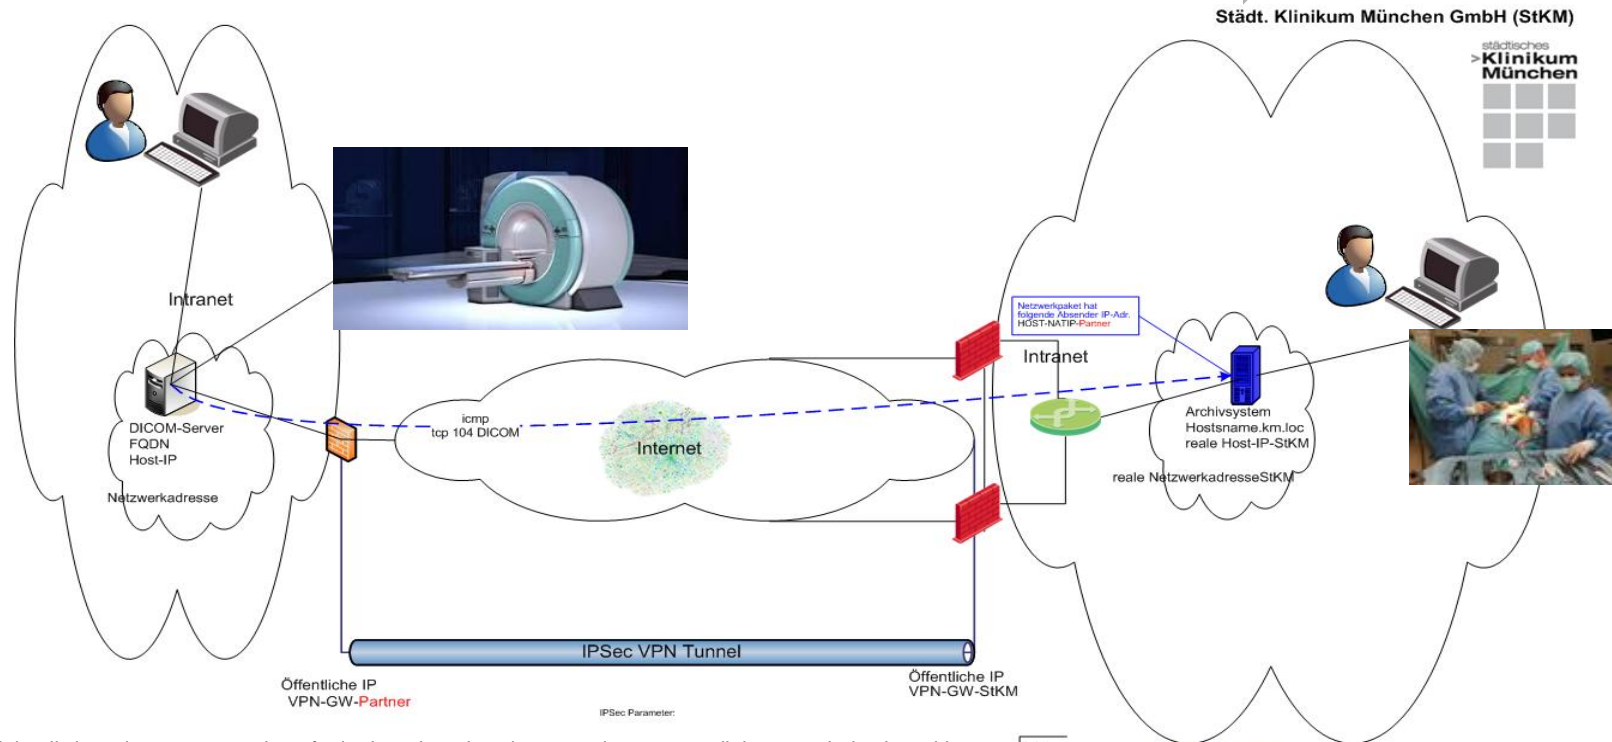 Städt. Klinikum München GmbH (StKM)
städtisches
>Klinikum
München
Intranet
DICOM-Server
FQDN
Host-IP
Netzwerkadresse
icmp
tcp 104 DICOM
Internet
Netzwerkpaket hat
folgende Absender IP-Adr.
HOST-NATIP-Partner
Intranet
Archivsystem
Hostsname.km.loc
reale Host-IP-StKM
reale NetzwerkadresseStKM
IPSec VPN Tunnel
Öffentliche IP
VPN-GW-Partner
Öffentliche IP
VPN-GW-StKM
IPSec Parameter: